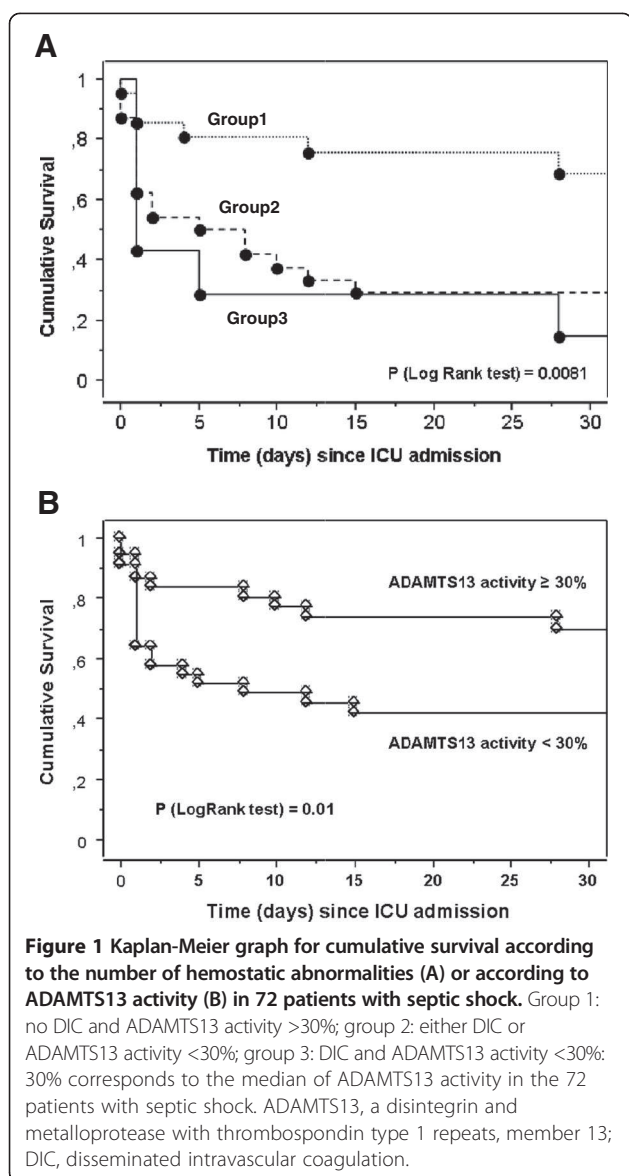 A
1
,8
,6
,4
,2
0
Cumulative Survival
Group1
Group2
Group3
P (Log Rank test) = 0.0081
0 5 10 15 20 25 30
Time (days) since ICU admission
B
1
,8
,6
,4
,2
0
Cumulative Survival
ADAMTS13 activity ≥ 30%
ADAMTS13 activity < 30%
P (LogRank test) = 0.01
0 5 10 15 20 25 30
Time (days) since ICU admission
Figure 1 Kaplan-Meier graph for cumulative survival according
to the number of hemostatic abnormalities (A) or according to
ADAMTS13 activity (B) in 72 patients with septic shock. Group 1:
no DIC and ADAMTS13 activity >30%; group 2: either DIC or
ADAMTS13 activity <30%; group 3: DIC and ADAMTS13 activity <30%:
30% corresponds to the median of ADAMTS13 activity in the 72
patients with septic shock. ADAMTS13, a disintegrin and
metalloprotease with thrombospondin type 1 repeats, member 13;
DIC, disseminated intravascular coagulation.